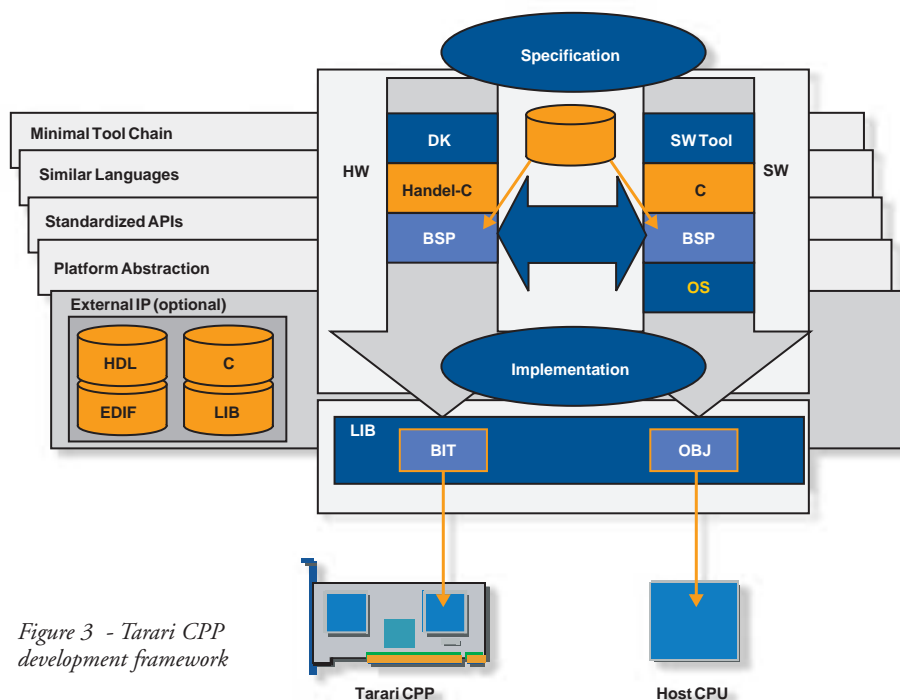 Specification
Minimal Tool Chain
Similar Languages
Standardized APIs
Platform Abstraction
External IP (optional)
HDL
EDIF
C
LIB
HW
DK
Handel-C
BSP
SW Tool
C
BSP
OS
SW
Implementation
LIB
BIT
OBJ
Tarari CPP
Host CPU
Figure 3 - Tarari CPP
development framework